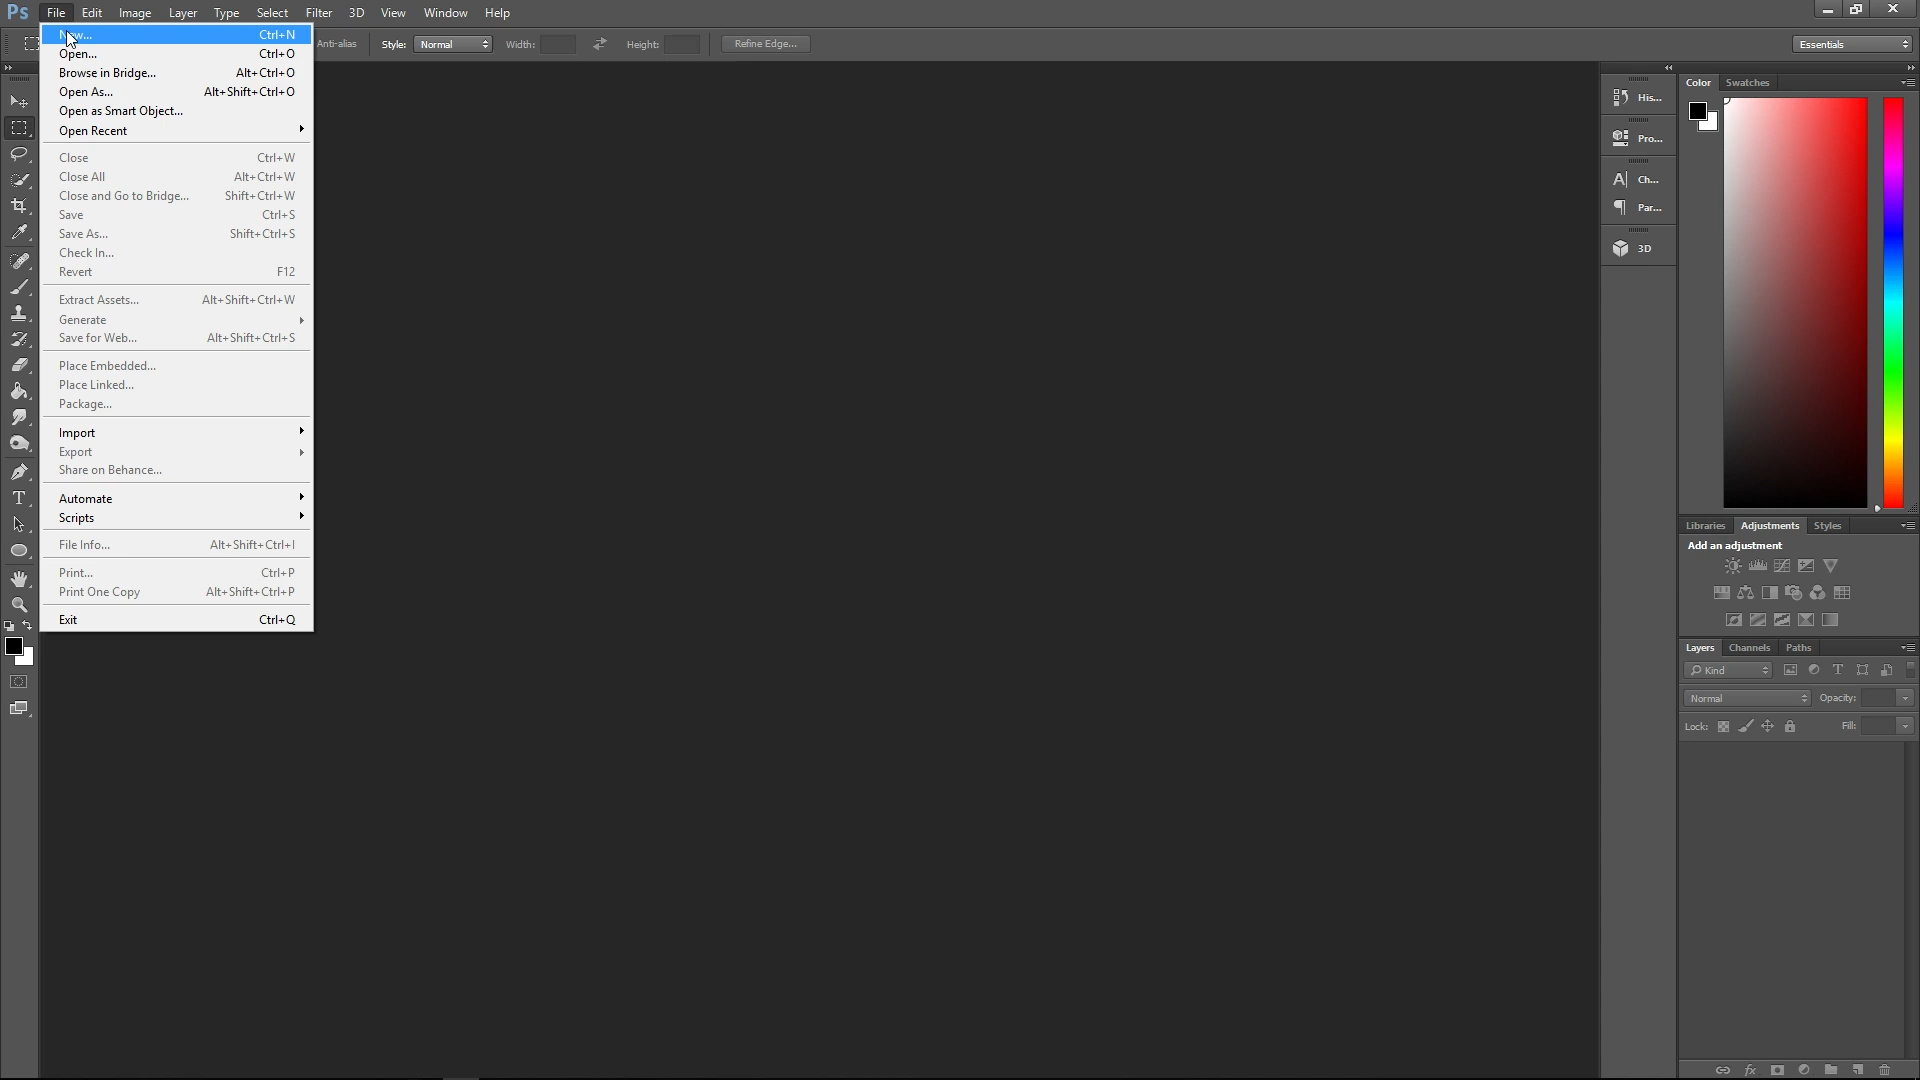 Ps File Edit Image Layer Type Select Filter 3D View Window Help
Anti-alias Style: Normal Width: Height: Refine Edge... Essentials
New... Ctrl+N
Open... Ctrl+O
Browse in Bridge... Alt+Ctrl+O
Open As... Alt+Shift+Ctrl+O
Open as Smart Object...
Open Recent
Close Ctrl+W
Close All Alt+Ctrl+W
Close and Go to Bridge... Shift+Ctrl+W
Save Ctrl+S
Save As... Shift+Ctrl+S
Check In...
Revert F12
Extract Assets... Alt+Shift+Ctrl+W
Generate
Save for Web... Alt+Shift+Ctrl+S
Place Embedded...
Place Linked...
Package...
Import
Export
Share on Behance...
Automate
Scripts
File Info... Alt+Shift+Ctrl+I
Print... Ctrl+P
Print One Copy Alt+Shift+Ctrl+P
Exit Ctrl+Q
His...
Pro...
Ch...
Par...
3D
Color Swatches
Libraries Adjustments Styles
Add an adjustment
Layers Channels Paths
Kind
Normal Opacity:
Lock: Fill: